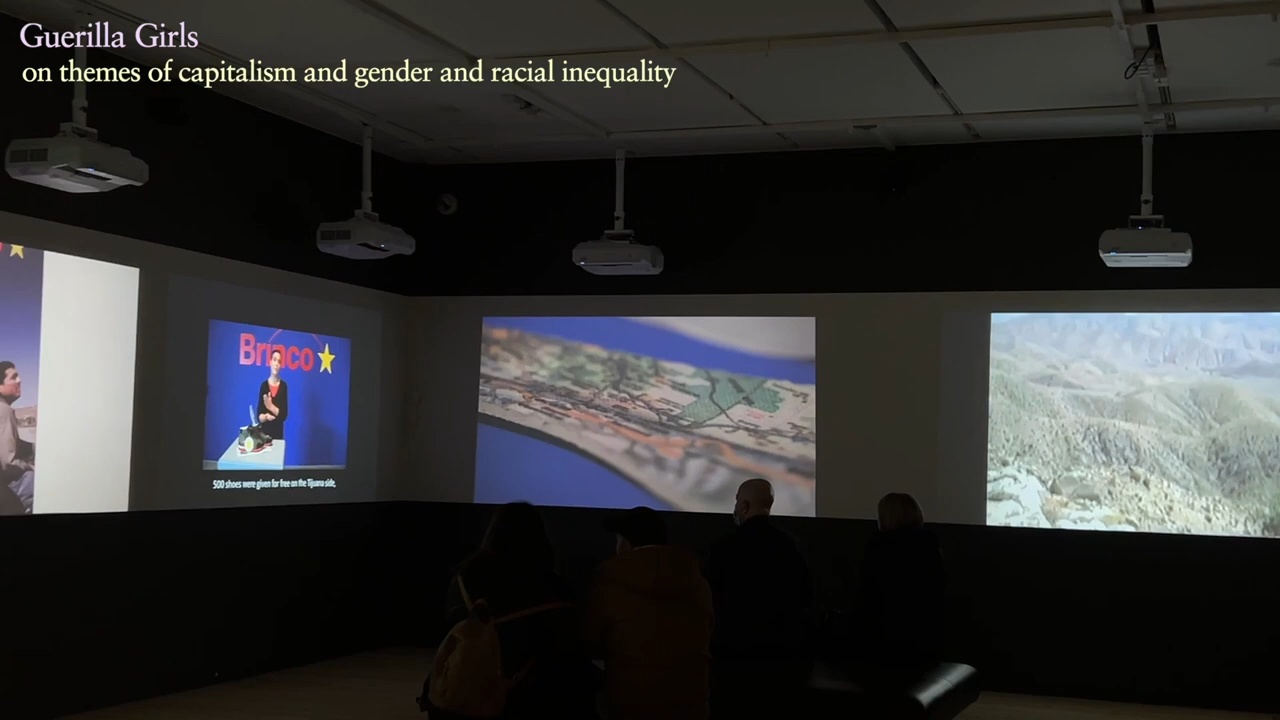 Guerilla Girls
on themes of capitalism and gender and racial inequality
Brinco
500 shoes were given for free on the Tijuana side,